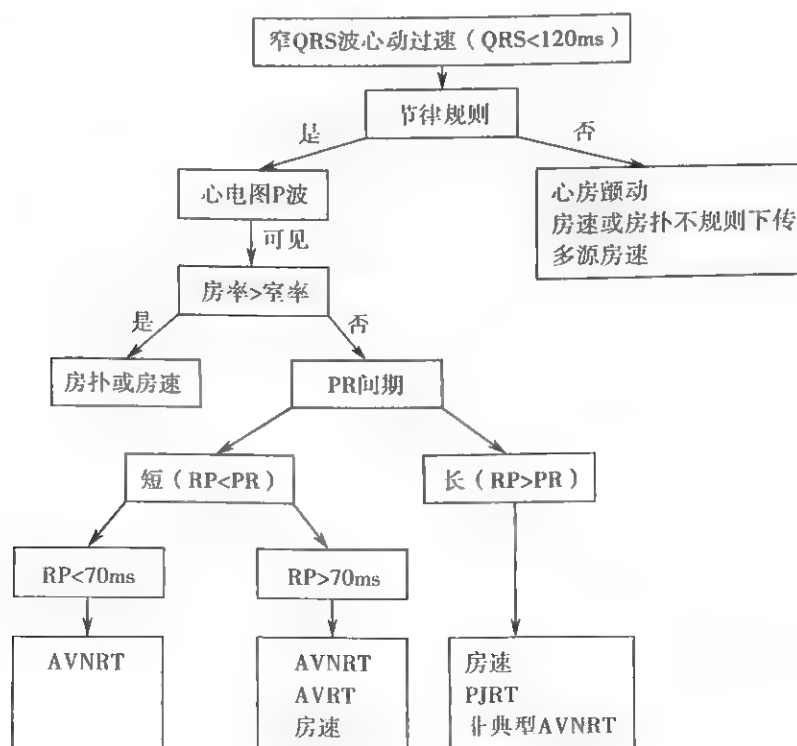 窄QRS波心动过速（QRS<120ms）
节律规则
是
否
心电图P波
心房颤动
房速或房扑不规则下传
多源房速
可见
房率>室率
是
否
房扑或房速
PR间期
短（RP<PR）
长（RP>PR）
RP<70ms
RP>70ms
AVNRT
AVNRT
AVRT
房速
房速
PJRT
非典型AVNRT